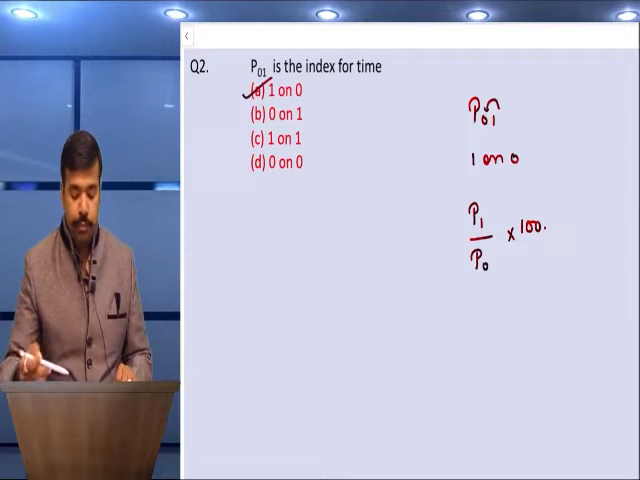 Q2. P₀₁ is the index for time
(a) 1 on 0
(b) 0 on 1
(c) 1 on 1
(d) 0 on 0
P₀₁
1 on 0
P₁
× 100.
P₀